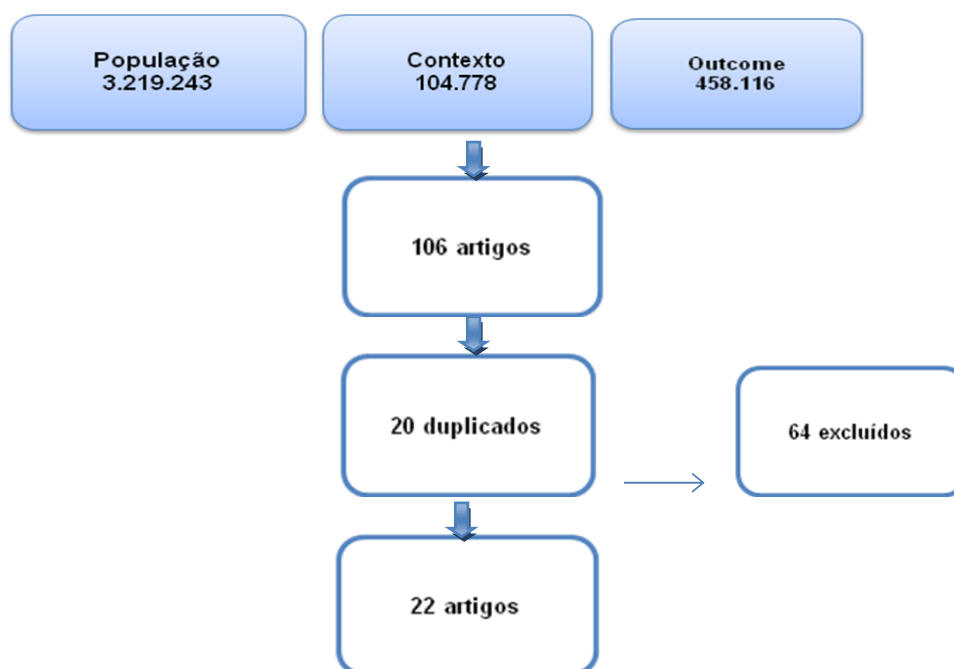 População
3.219.243
Contexto
104.778
Outcome
458.116
106 artigos
20 duplicados
64 excluídos
22 artigos